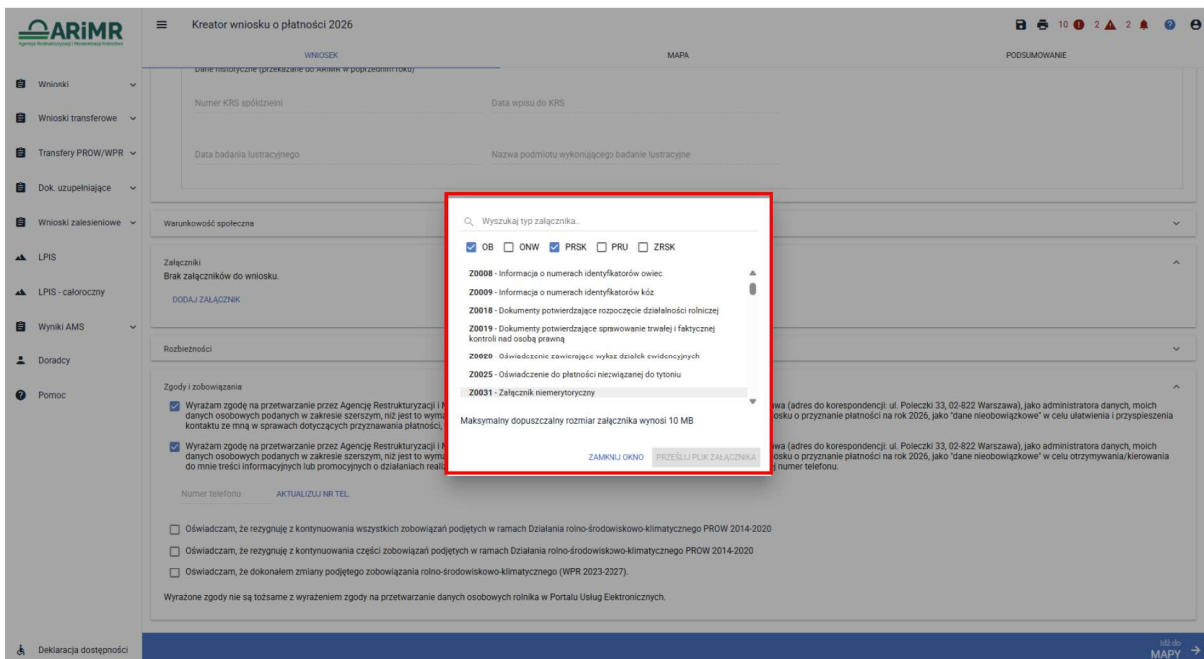 ARiMR
Agencja Restrukturyzacji i Modernizacji Rolnictwa
Kreator wniosku o płatności 2026
10 2 2
WNIOSEK MAPA PODSUMOWANIE
Wnioski
Wnioski transferowe
Transfery PROW/WPR
Dok. uzupełniające
Wnioski zalesieniowe
LPIS
LPIS - całoroczny
Wyniki AMS
Doradcy
Pomoc
Deklaracja dostępności
Dane historyczne (przekazane do ARiMR w poprzednim roku)
Numer KRS spółdzielni Data wpisu do KRS
Data badania lustracyjnego Nazwa podmiotu wykonującego badanie lustracyjne
Warunkowość społeczna
Załączniki
Brak załączników do wniosku.
DODAJ ZAŁĄCZNIK
Rozbieżności
Zgody i zobowiązania
Wyrażam zgodę na przetwarzanie przez Agencję Restrukturyzacji i wa (adres do korespondencji: ul. Poleczki 33, 02-822 Warszawa), jako administratora danych, moich
danych osobowych podanych w zakresie szerszym, niż jest to wyma osku o przyznanie płatności na rok 2026, jako "dane nieobowiązkowe" w celu ułatwienia i przyspieszenia
kontaktu ze mną w sprawach dotyczących przyznawania płatności,
Wyrażam zgodę na przetwarzanie przez Agencję Restrukturyzacji i wa (adres do korespondencji: ul. Poleczki 33, 02-822 Warszawa), jako administratora danych, moich
danych osobowych podanych w zakresie szerszym, niż jest to wyma osku o przyznanie płatności na rok 2026, jako "dane nieobowiązkowe" w celu otrzymywania/kierowania
do mnie treści informacyjnych lub promocyjnych o działaniach reali j numer telefonu.
Numer telefonu AKTUALIZUJ NR TEL.
Oświadczam, że rezygnuję z kontynuowania wszystkich zobowiązań podjętych w ramach Działania rolno-środowiskowo-klimatycznego PROW 2014-2020
Oświadczam, że rezygnuję z kontynuowania części zobowiązań podjętych w ramach Działania rolno-środowiskowo-klimatycznego PROW 2014-2020
Oświadczam, że dokonałem zmiany podjętego zobowiązania rolno-środowiskowo-klimatycznego (WPR 2023-2027).
Wyrażone zgody nie są tożsame z wyrażeniem zgody na przetwarzanie danych osobowych rolnika w Portalu Usług Elektronicznych.
Wyszukaj typ załącznika..
OB ONW PRSK PRU ZRSK
Z0008 - Informacja o numerach identyfikatorów owiec
Z0009 - Informacja o numerach identyfikatorów kóz
Z0018 - Dokumenty potwierdzające rozpoczęcie działalności rolniczej
Z0019 - Dokumenty potwierdzające sprawowanie trwałej i faktycznej
kontroli nad osobą prawną
Z0020 - Oświadczenie zawierające wykaz działek ewidencyjnych
Z0025 - Oświadczenie do płatności niezwiązanej do tytoniu
Z0031 - Załącznik niemerytoryczny
Maksymalny dopuszczalny rozmiar załącznika wynosi 10 MB
ZAMKNIJ OKNO PRZEŚLIJ PLIK ZAŁĄCZNIKA
Idź do
MAPY